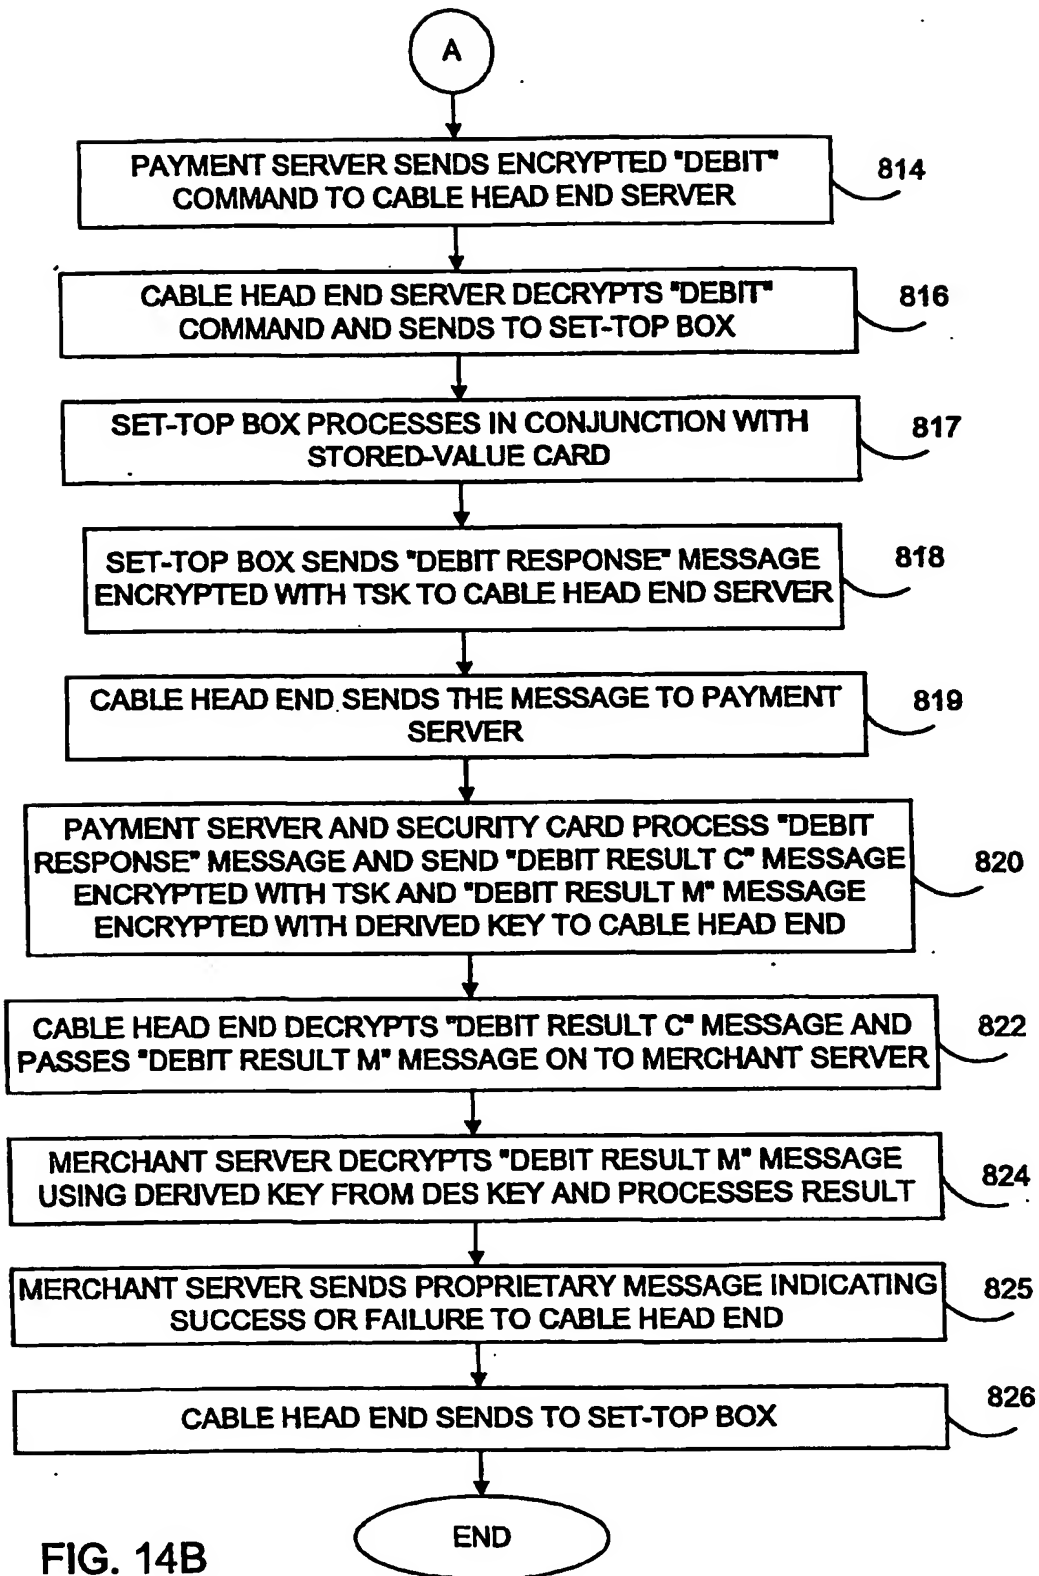 A
PAYMENT SERVER SENDS ENCRYPTED "DEBIT"
COMMAND TO CABLE HEAD END SERVER
814
CABLE HEAD END SERVER DECRYPTS "DEBIT"
COMMAND AND SENDS TO SET-TOP BOX
816
SET-TOP BOX PROCESSES IN CONJUNCTION WITH
STORED-VALUE CARD
817
SET-TOP BOX SENDS "DEBIT RESPONSE" MESSAGE
ENCRYPTED WITH TSK TO CABLE HEAD END SERVER
818
CABLE HEAD END SENDS THE MESSAGE TO PAYMENT
SERVER
819
PAYMENT SERVER AND SECURITY CARD PROCESS "DEBIT
RESPONSE" MESSAGE AND SEND "DEBIT RESULT C" MESSAGE
ENCRYPTED WITH TSK AND "DEBIT RESULT M" MESSAGE
ENCRYPTED WITH DERIVED KEY TO CABLE HEAD END
820
CABLE HEAD END DECRYPTS "DEBIT RESULT C" MESSAGE AND
PASSES "DEBIT RESULT M" MESSAGE ON TO MERCHANT SERVER
822
MERCHANT SERVER DECRYPTS "DEBIT RESULT M" MESSAGE
USING DERIVED KEY FROM DES KEY AND PROCESSES RESULT
824
MERCHANT SERVER SENDS PROPRIETARY MESSAGE INDICATING
SUCCESS OR FAILURE TO CABLE HEAD END
825
CABLE HEAD END SENDS TO SET-TOP BOX
826
END
FIG. 14B